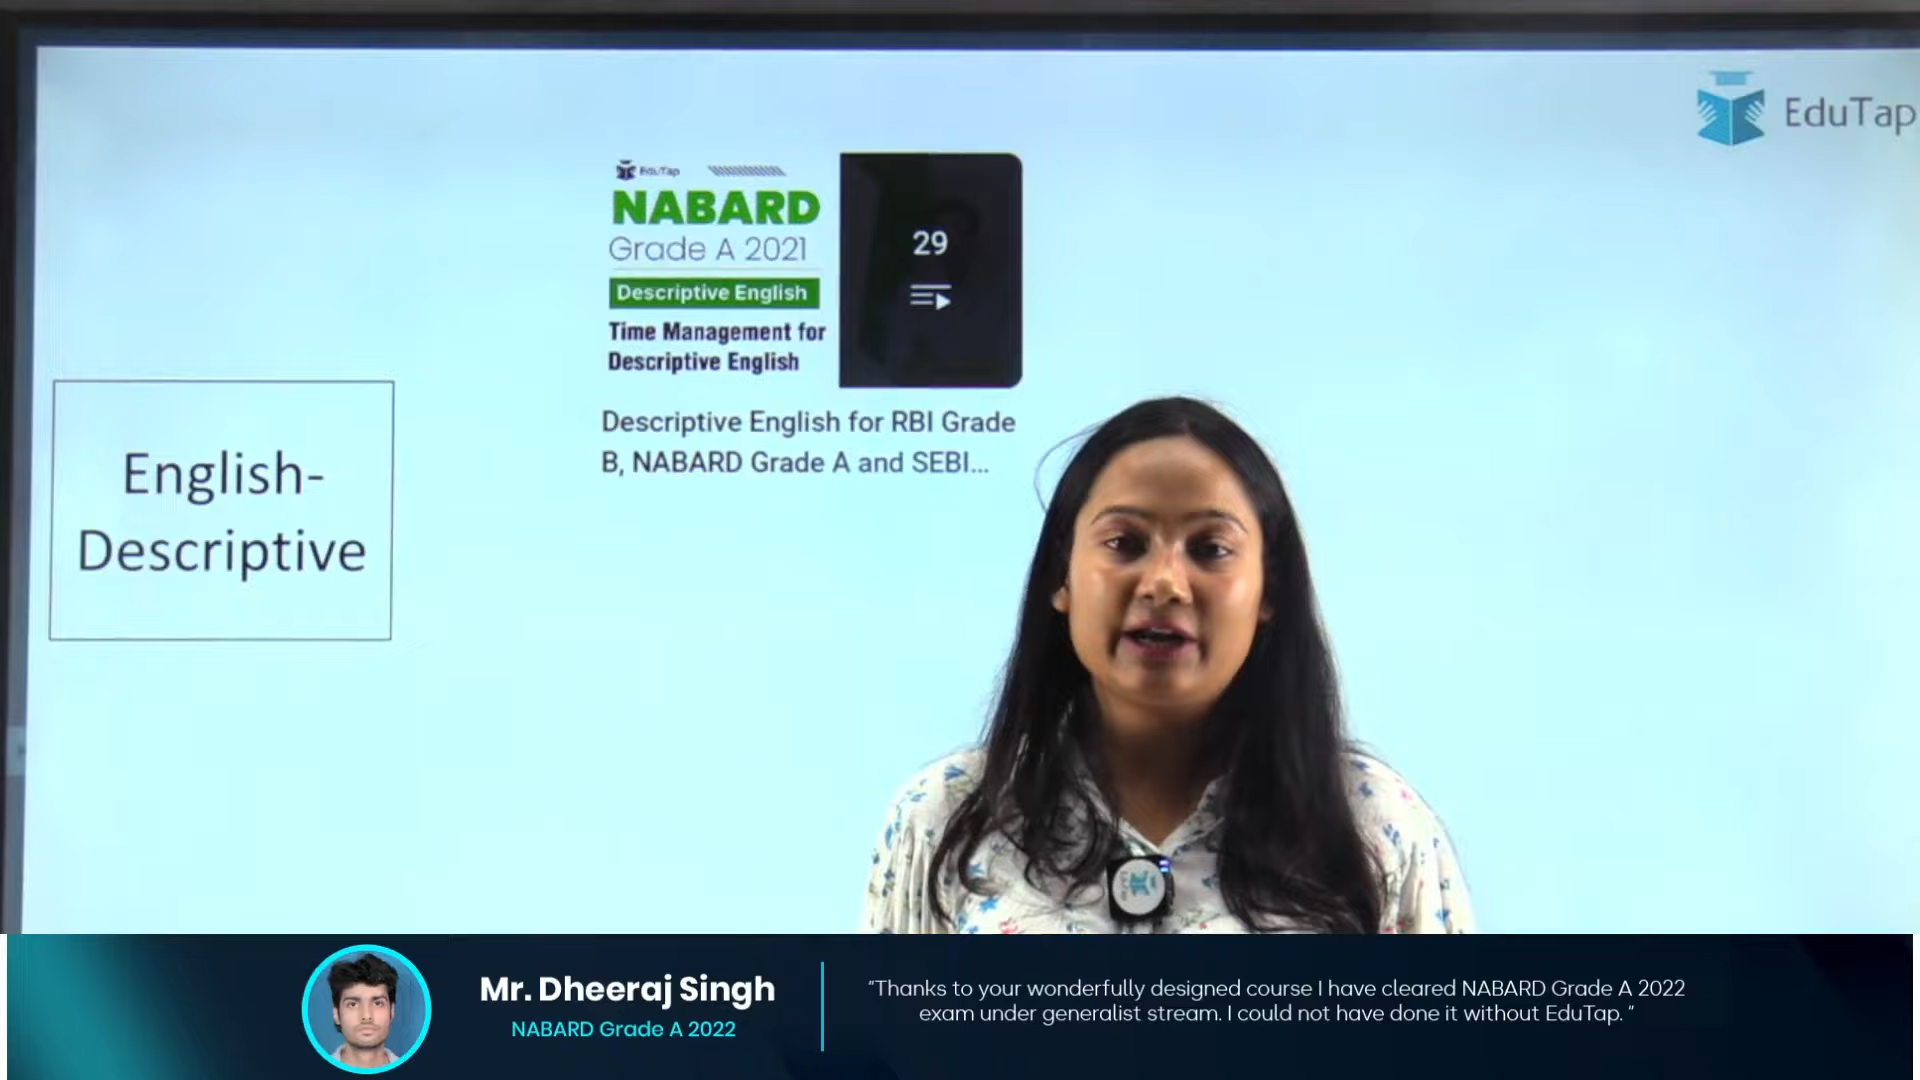 EduTap
EduTap
NABARD
Grade A 2021
Descriptive English
Time Management for
Descriptive English
29
Descriptive English for RBI Grade
B, NABARD Grade A and SEBI...
English-
Descriptive
Mr. Dheeraj Singh
NABARD Grade A 2022
"Thanks to your wonderfully designed course I have cleared NABARD Grade A 2022
exam under generalist stream. I could not have done it without EduTap. "